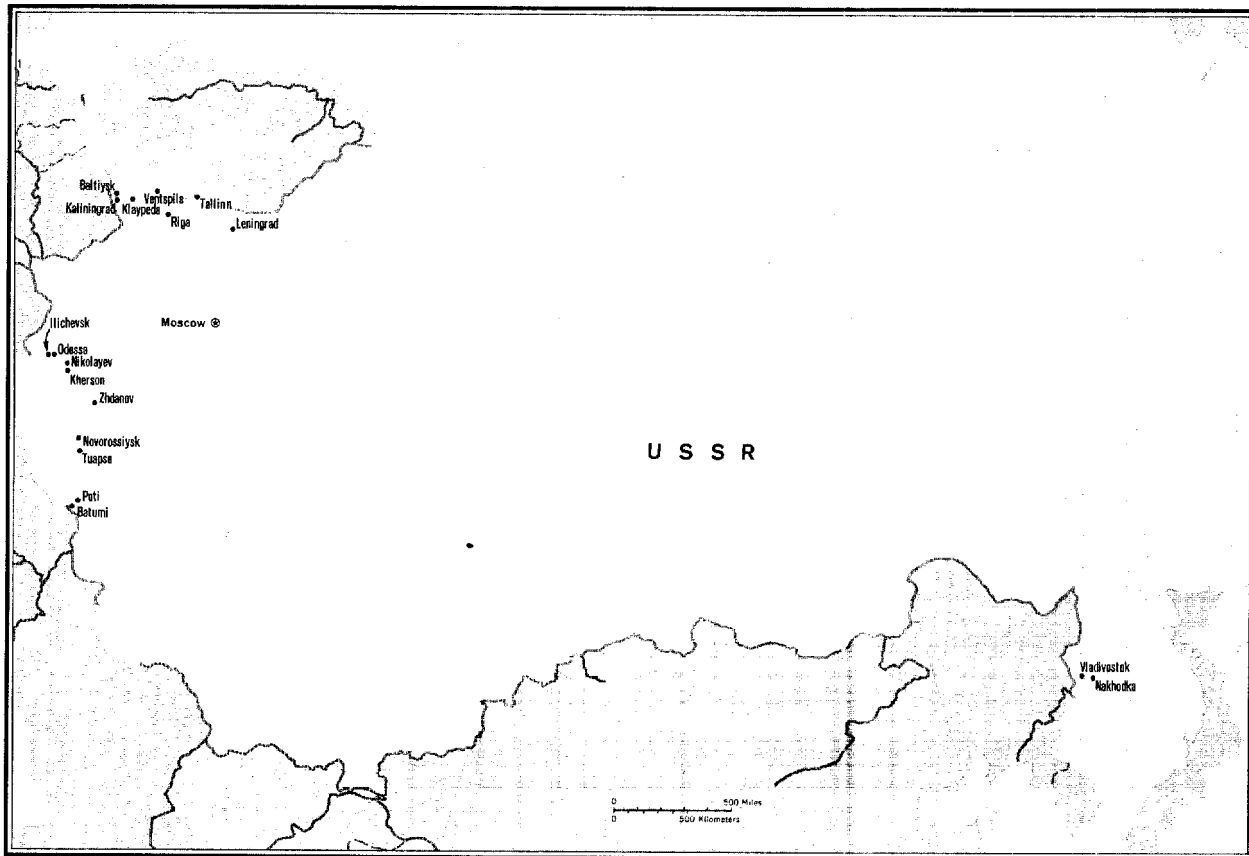 Baltiysk
Ventspils
Tallinn
Kaliningrad
Klaypeda
Riga
Leningrad
Ilichevsk
Moscow
Odessa
Nikolayev
Kherson
Zhdanov
Novorossiysk
Tuapse
USSR
Poti
Batumi
Vladivostok
Nakhodka
0 500 Miles
0 500 Kilometers